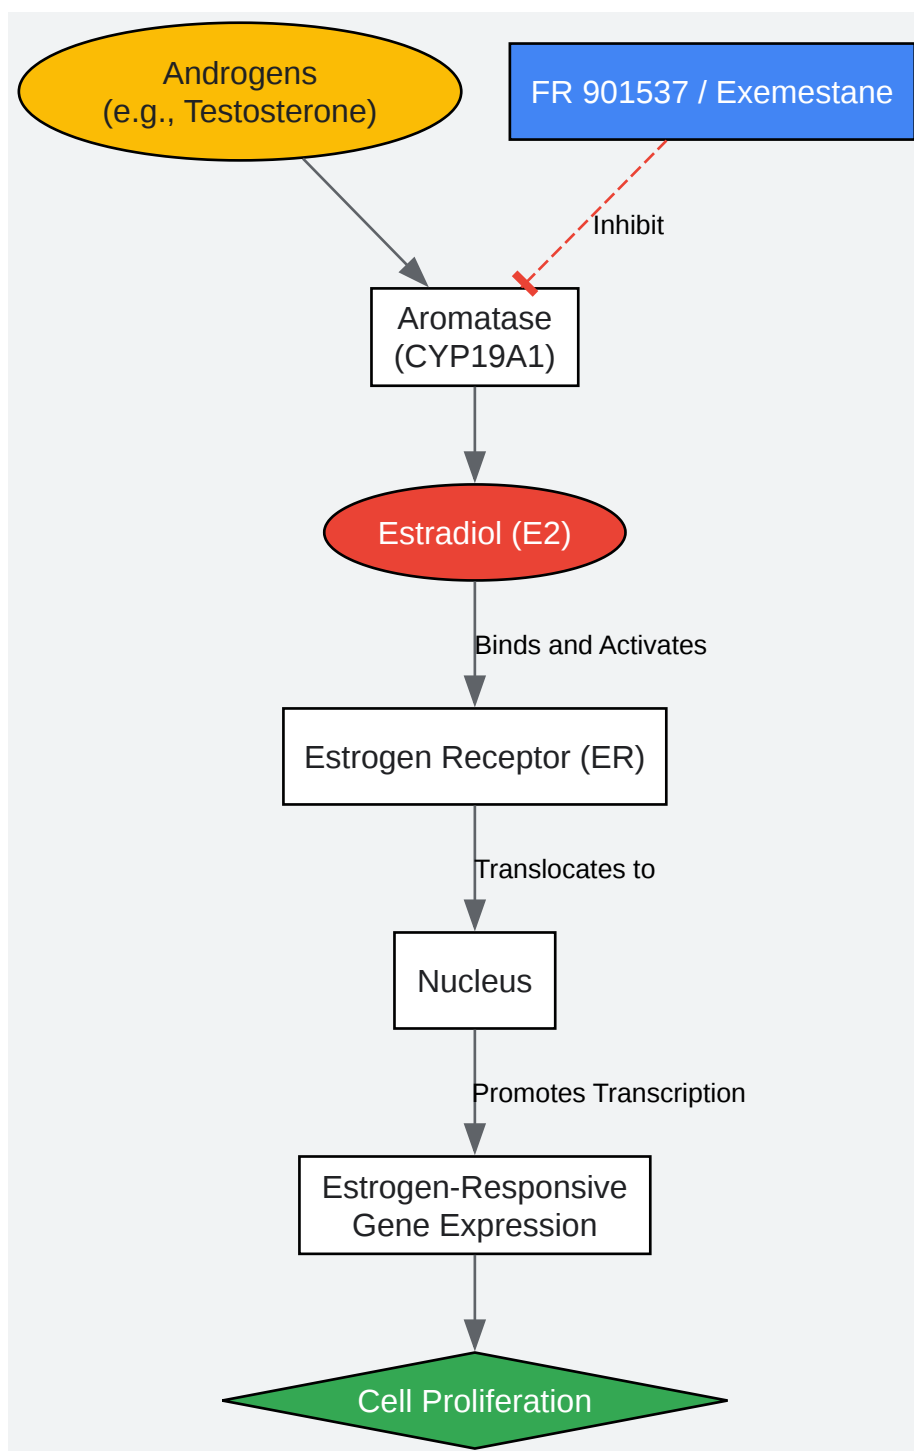 Androgens
(e.g., Testosterone)
FR 901537 / Exemestane
Inhibit
Aromatase
(CYP19A1)
Estradiol (E2)
Binds and Activates
Estrogen Receptor (ER)
Translocates to
Nucleus
Promotes Transcription
Estrogen-Responsive
Gene Expression
Cell Proliferation